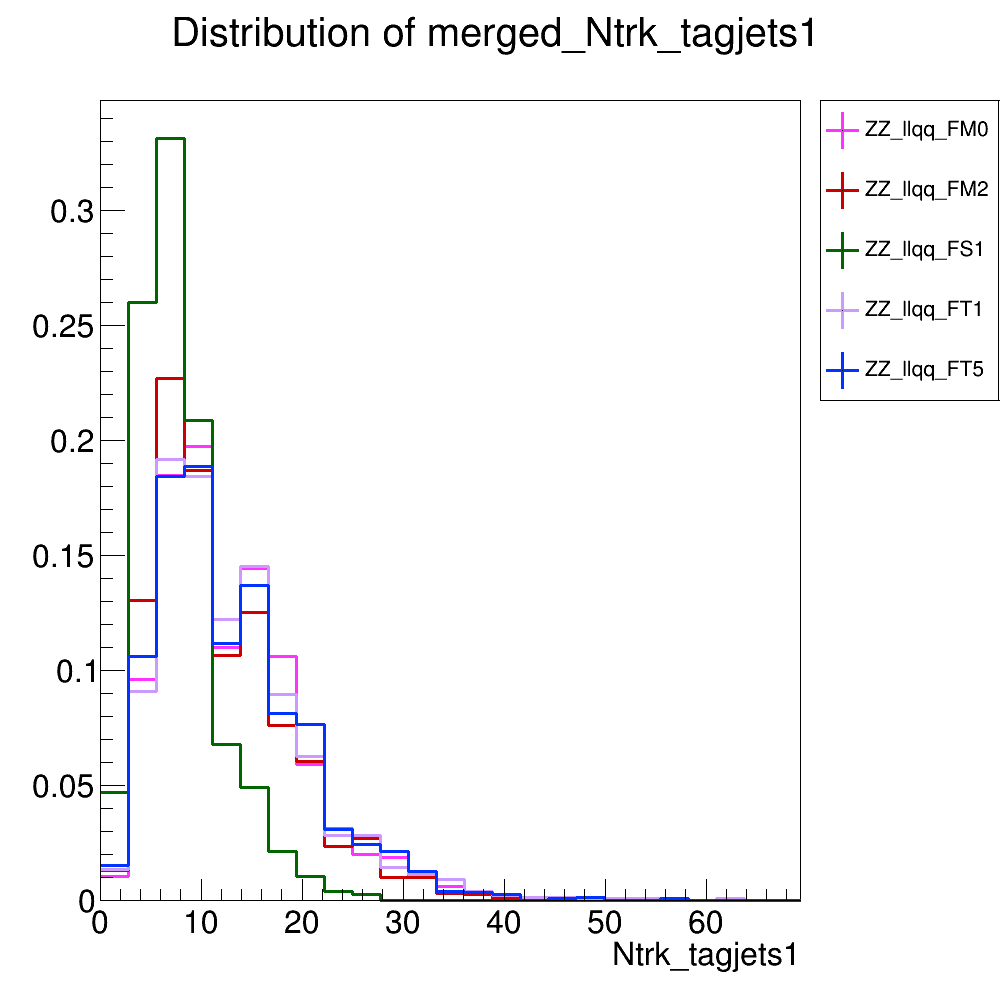 Distribution of merged_Ntrk_tagjets1
ZZ_llqq_FM0
ZZ_llqq_FM2
ZZ_llqq_FS1
ZZ_llqq_FT1
ZZ_llqq_FT5
0.3
0.25
0.2
0.15
0.1
0.05
0
0 10 20 30 40 50 60
Ntrk_tagjets1